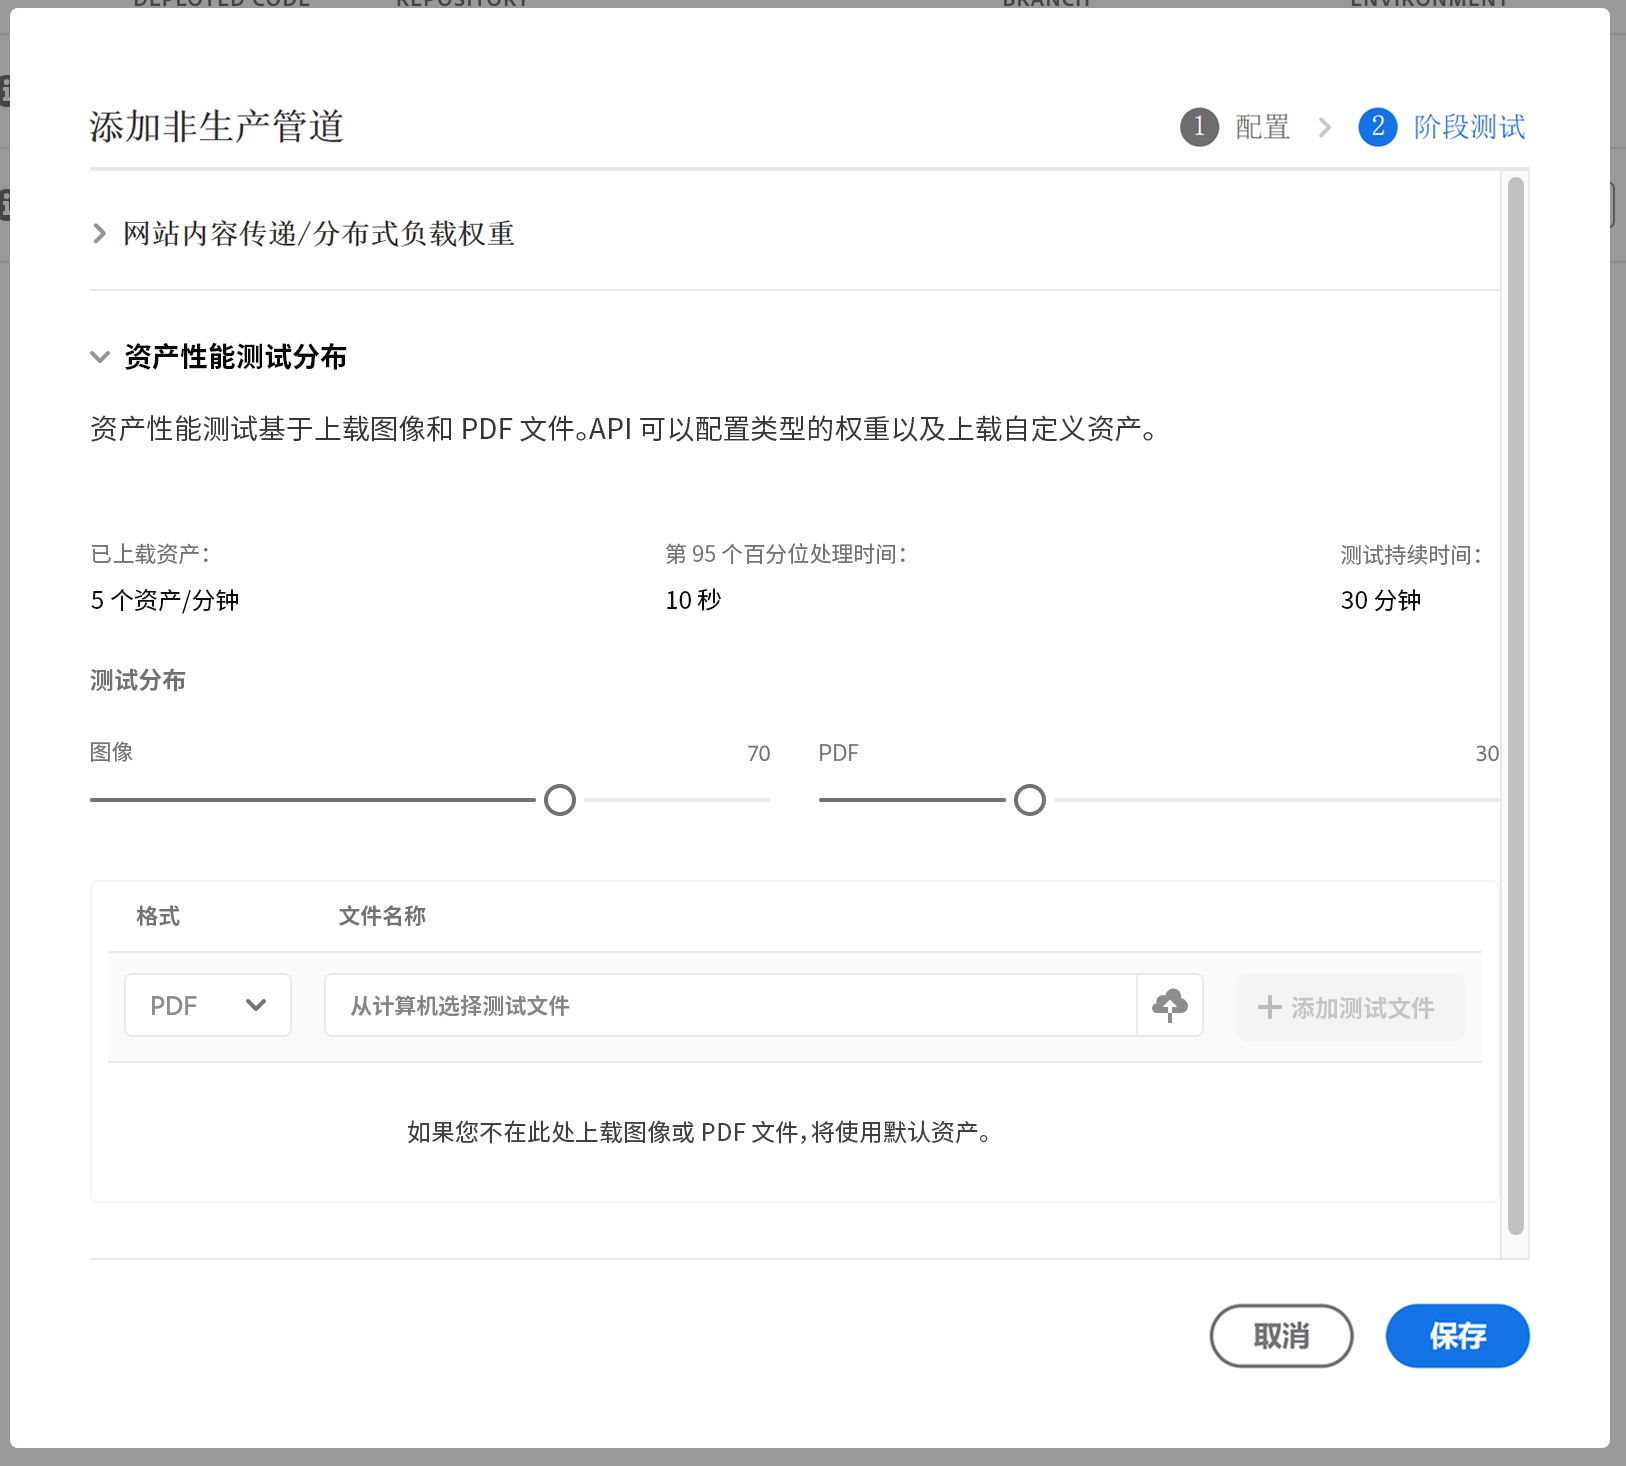 DEPLOYED CODE REPOSITORY BRANCH ENVIRONMENT
添加非生产管道
1 配置 2 阶段测试
网站内容传递/分布式负载权重
资产性能测试分布
资产性能测试基于上载图像和 PDF 文件。API 可以配置类型的权重以及上载自定义资产。
已上载资产： 第 95 个百分位处理时间： 测试持续时间：
5 个资产/分钟 10 秒 30 分钟
测试分布
图像 70 PDF 30
格式 文件名称
PDF 从计算机选择测试文件 添加测试文件
如果您不在此处上载图像或 PDF 文件，将使用默认资产。
取消 保存